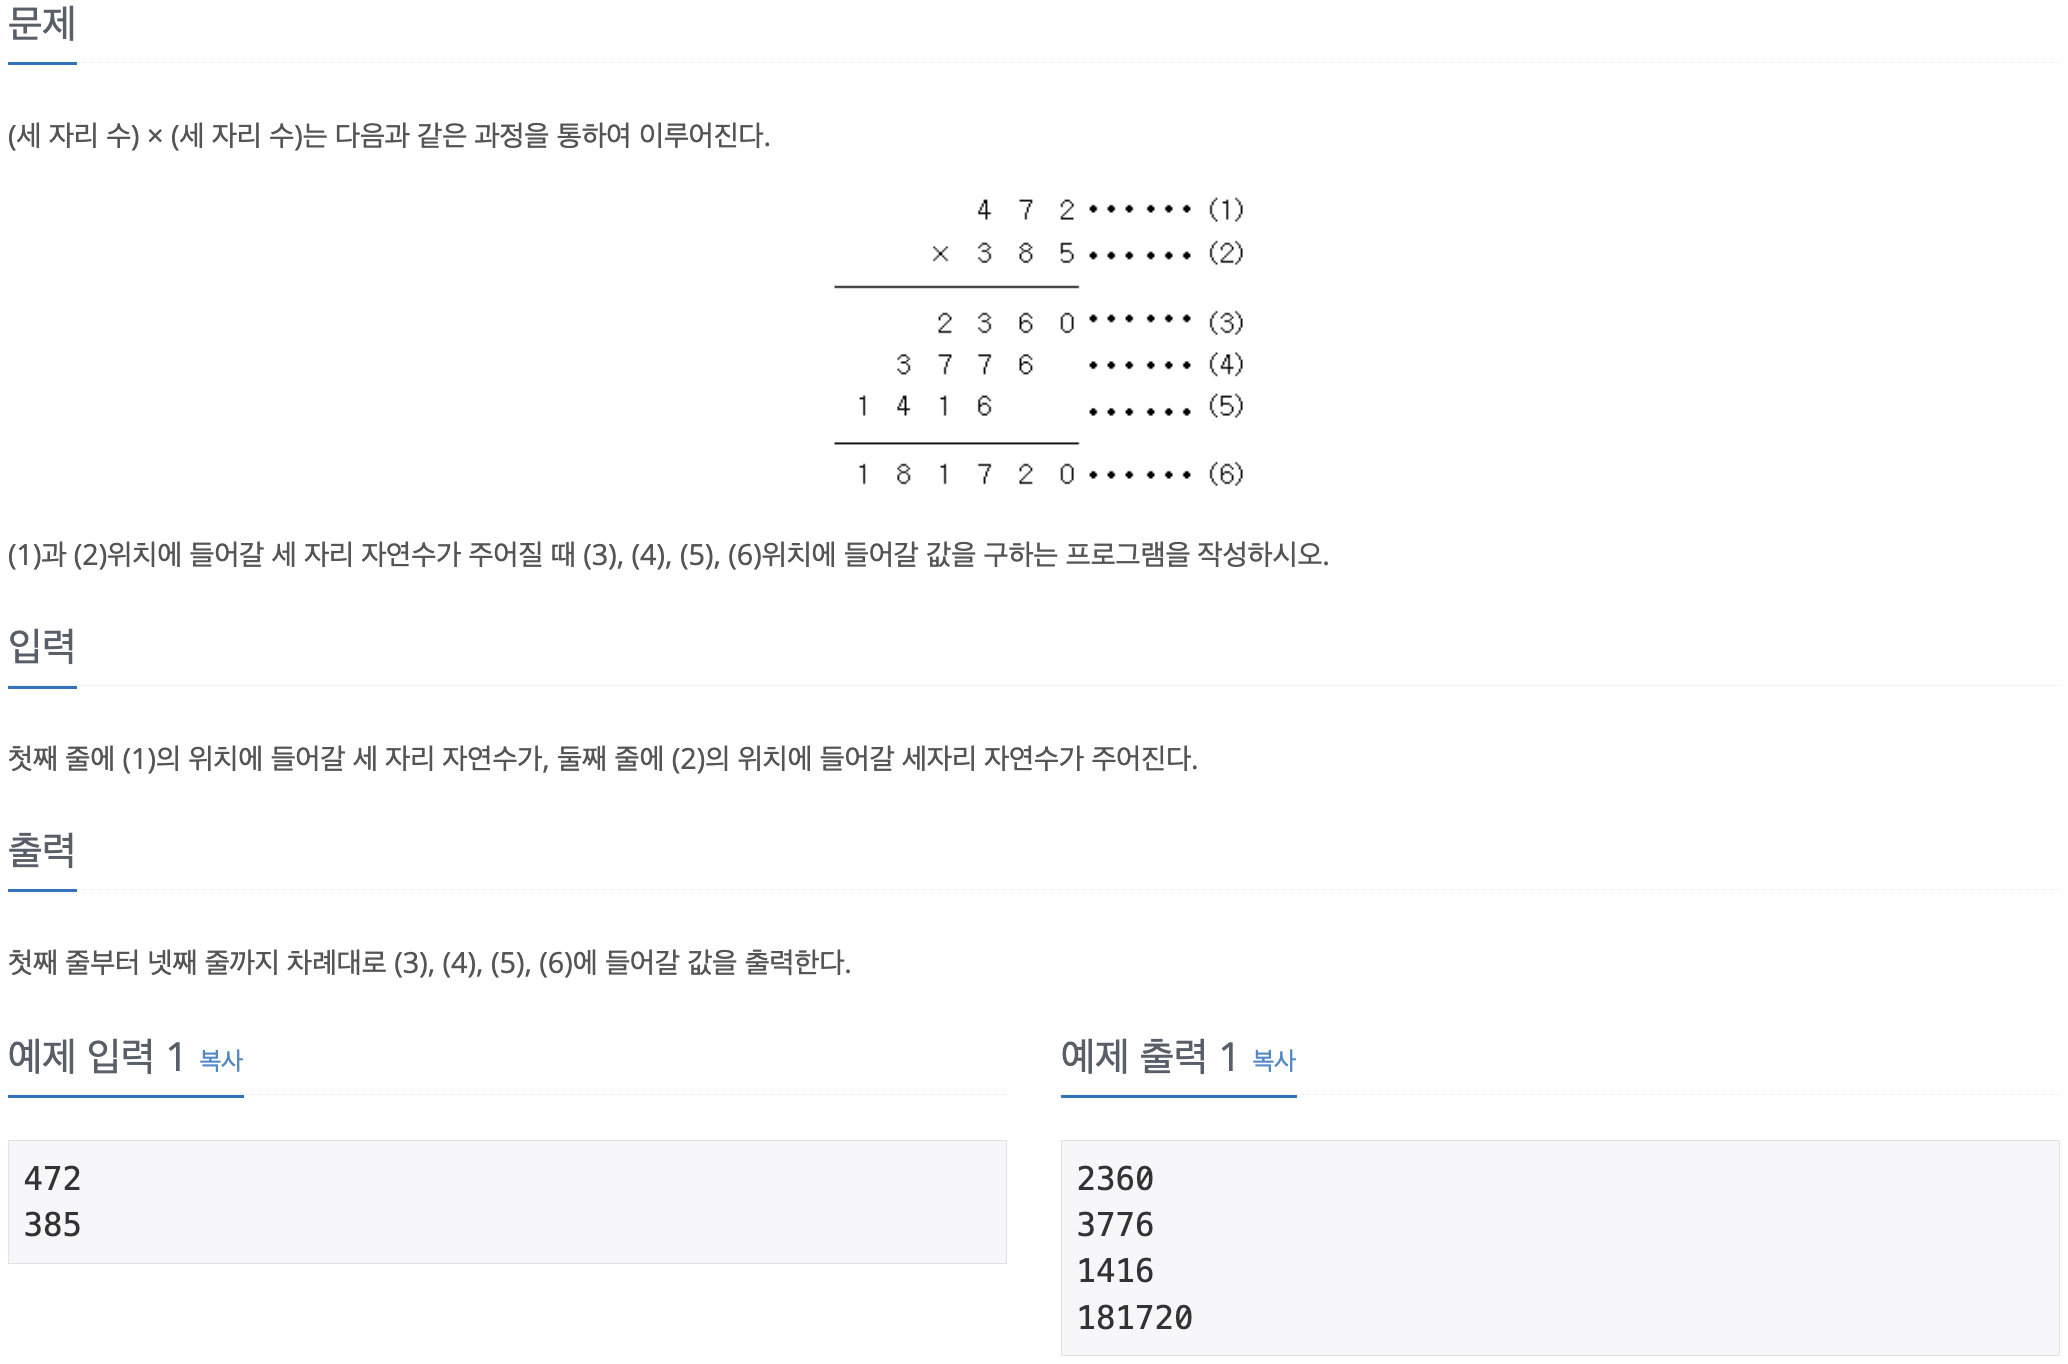 문제
(세 자리 수) × (세 자리 수)는 다음과 같은 과정을 통하여 이루어진다.
4 7 2 •••••• (1)
× 3 8 5 •••••• (2)
2 3 6 0 •••••• (3)
3 7 7 6 •••••• (4)
1 4 1 6 •••••• (5)
1 8 1 7 2 0 •••••• (6)
(1)과 (2)위치에 들어갈 세 자리 자연수가 주어질 때 (3), (4), (5), (6)위치에 들어갈 값을 구하는 프로그램을 작성하시오.
입력
첫째 줄에 (1)의 위치에 들어갈 세 자리 자연수가, 둘째 줄에 (2)의 위치에 들어갈 세자리 자연수가 주어진다.
출력
첫째 줄부터 넷째 줄까지 차례대로 (3), (4), (5), (6)에 들어갈 값을 출력한다.
예제 입력 1 복사
472
385
예제 출력 1 복사
2360
3776
1416
181720